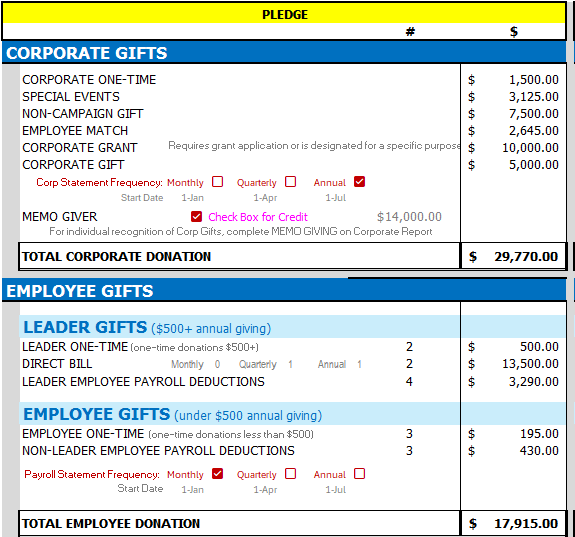 PLEDGE
# $
CORPORATE GIFTS
CORPORATE ONE-TIME $ 1,500.00
SPECIAL EVENTS $ 3,125.00
NON-CAMPAIGN GIFT $ 7,500.00
EMPLOYEE MATCH $ 2,645.00
CORPORATE GRANT Requires grant application or is designated for a specific purpose $ 10,000.00
CORPORATE GIFT $ 5,000.00
Corp Statement Frequency: Monthly Quarterly Annual
Start Date 1-Jan 1-Apr 1-Jul
MEMO GIVER Check Box for Credit $14,000.00
For individual recognition of Corp Gifts, complete MEMO GIVING on Corporate Report
TOTAL CORPORATE DONATION $ 29,770.00
EMPLOYEE GIFTS
LEADER GIFTS ($500+ annual giving)
LEADER ONE-TIME (one-time donations $500+) 2 $ 500.00
DIRECT BILL Monthly 0 Quarterly 1 Annual 1 2 $ 13,500.00
LEADER EMPLOYEE PAYROLL DEDUCTIONS 4 $ 3,290.00
EMPLOYEE GIFTS (under $500 annual giving)
EMPLOYEE ONE-TIME (one-time donations less than $500) 3 $ 195.00
NON-LEADER EMPLOYEE PAYROLL DEDUCTIONS 3 $ 430.00
Payroll Statement Frequency: Monthly Quarterly Annual
Start Date 1-Jan 1-Apr 1-Jul
TOTAL EMPLOYEE DONATION $ 17,915.00